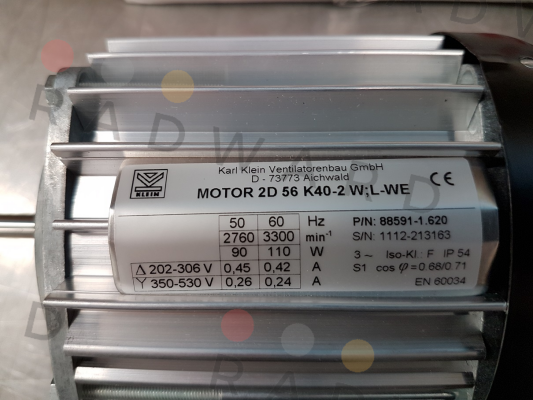 Karl Klein Ventilatorenbau GmbH
D - 73773 Aichwald
MOTOR 2D 56 K40-2 W;L-WE
CE
KLEIN
50 60 Hz
2760 3300 min⁻¹
90 110 W
Δ 202-306 V 0,45 0,42 A
Y 350-530 V 0,26 0,24 A
P/N: 88591-1.620
S/N: 1112-213163
3 ~ Iso-Kl : F IP 54
S1 cos φ=0.68/0.71
EN 60034
RADWARD